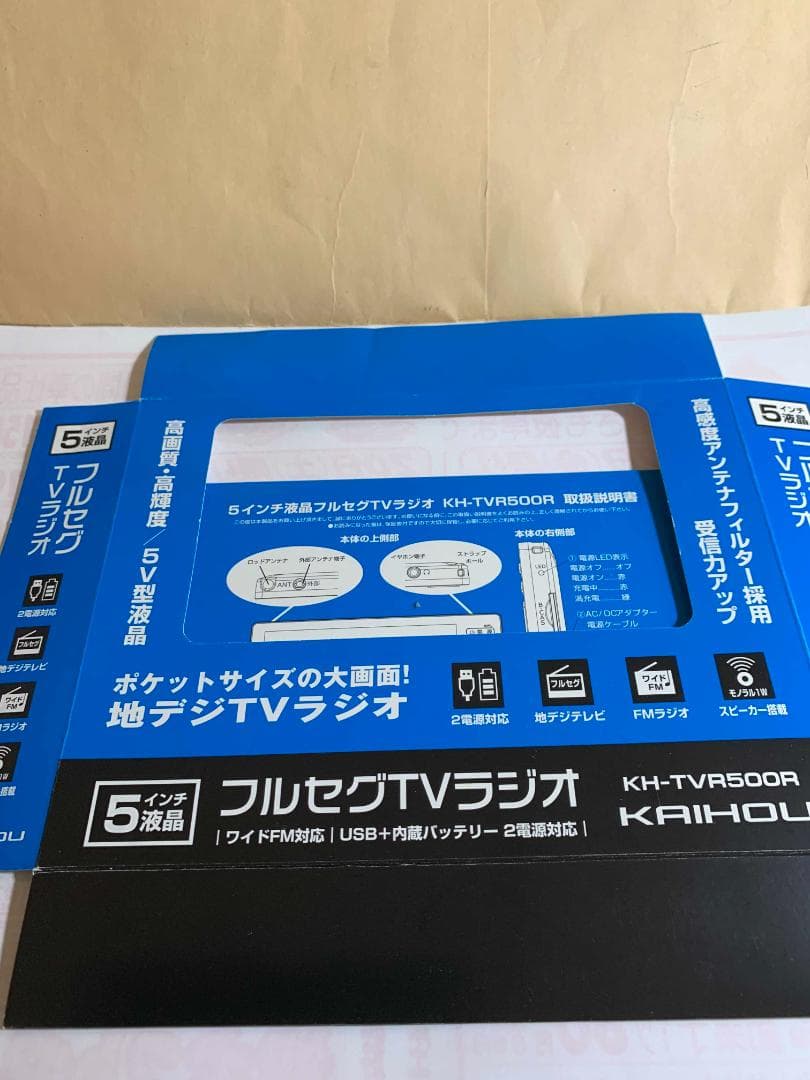 5インチ液晶
フルセグ
TVラジオ
2電源対応
フルセグ
地デジテレビ
ワイドFM
高画質・高輝度／5V型液晶
5インチ液晶フルセグTVラジオ KH-TVR500R 取扱説明書
本体の上側部
ロッドアンテナ
外部アンテナ端子
ANT
外部
イヤホン端子
ストラップホール
本体の右側部
LED
B-CAS
① 電源LED表示
電源オフ……オフ
電源オン……赤
充電中………赤
満充電………緑
②AC/DCアダプター
電源ケーブル
高感度アンテナフィルター採用
受信力アップ
5インチ液晶
TVラジオ
ポケットサイズの大画面!
地デジTVラジオ
2電源対応
フルセグ
地デジテレビ
ワイドFM
FMラジオ
モノラル1W
スピーカー搭載
5インチ液晶
フルセグTVラジオ
|ワイドFM対応|USB+内蔵バッテリー 2電源対応|
KH-TVR500R
KAIHOU